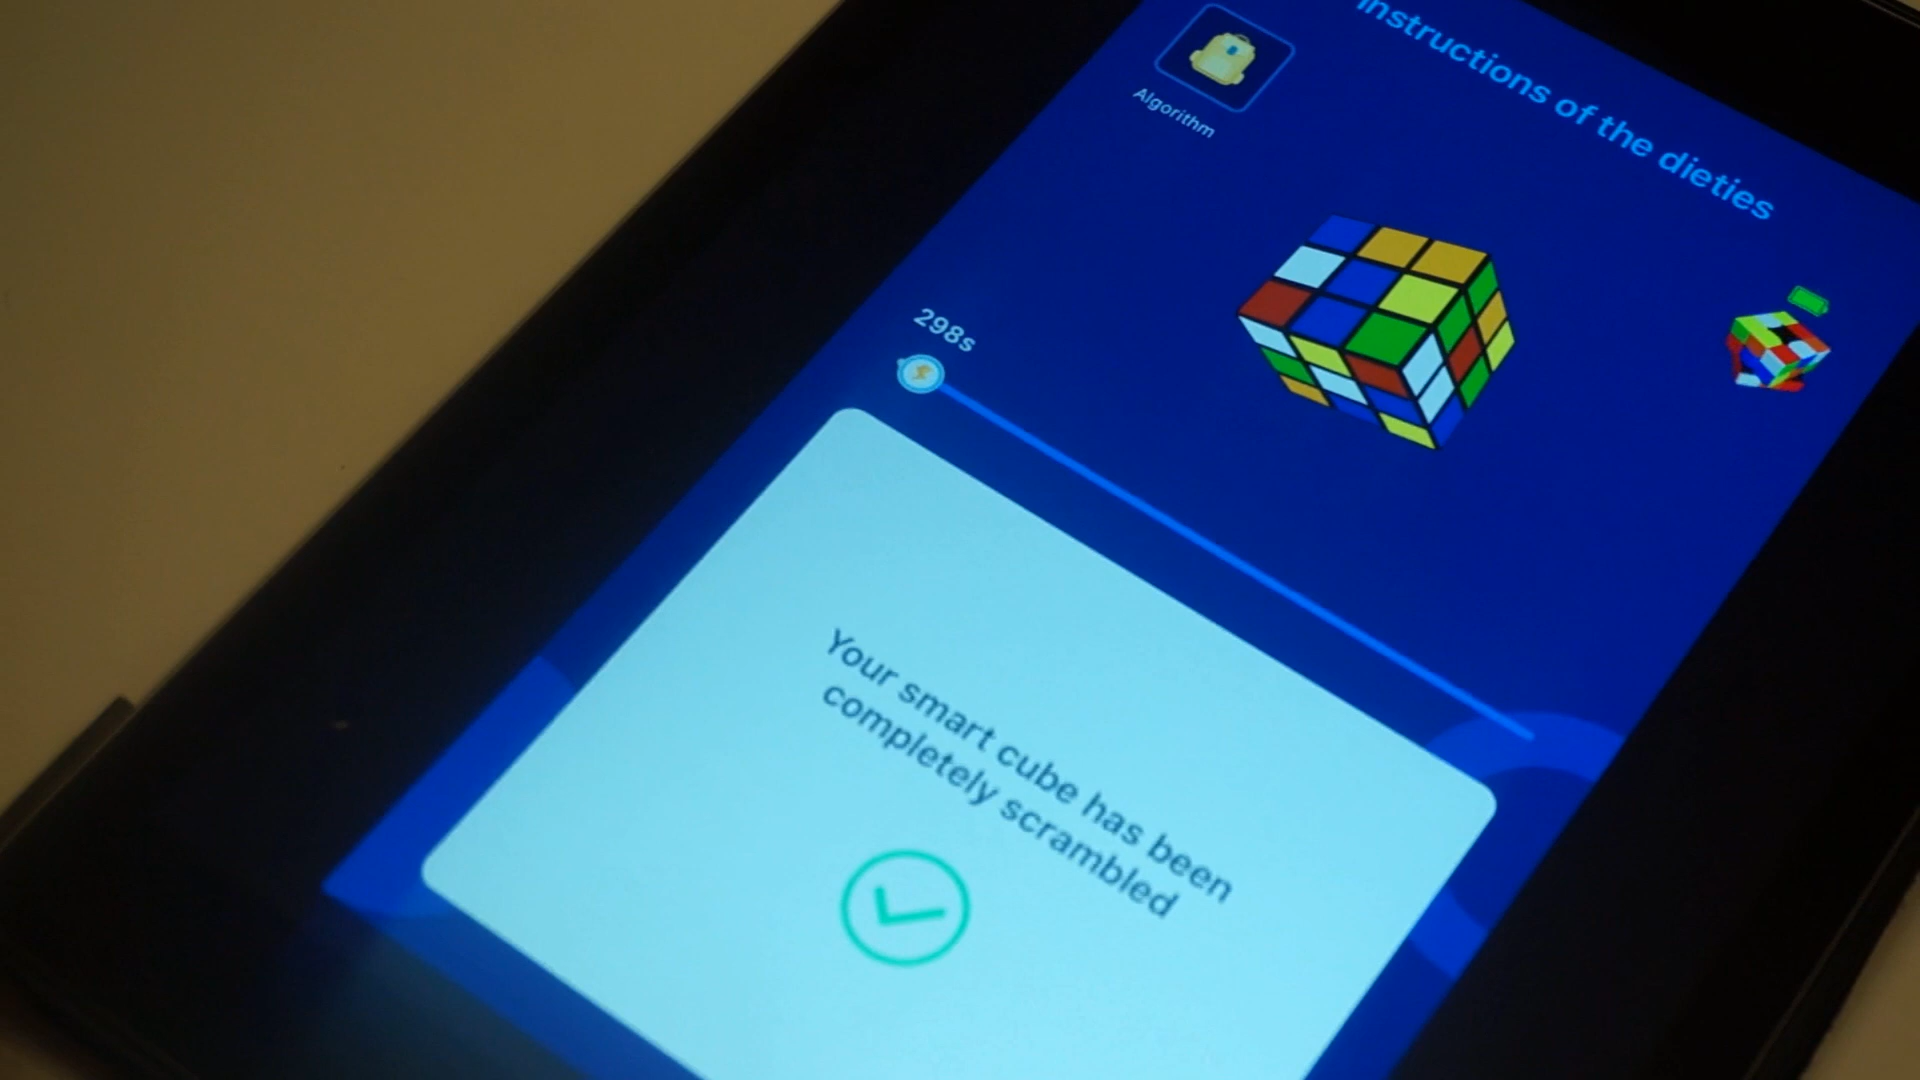 Instructions of the dieties
Algorithm
298s
Your smart cube has been
completely scrambled